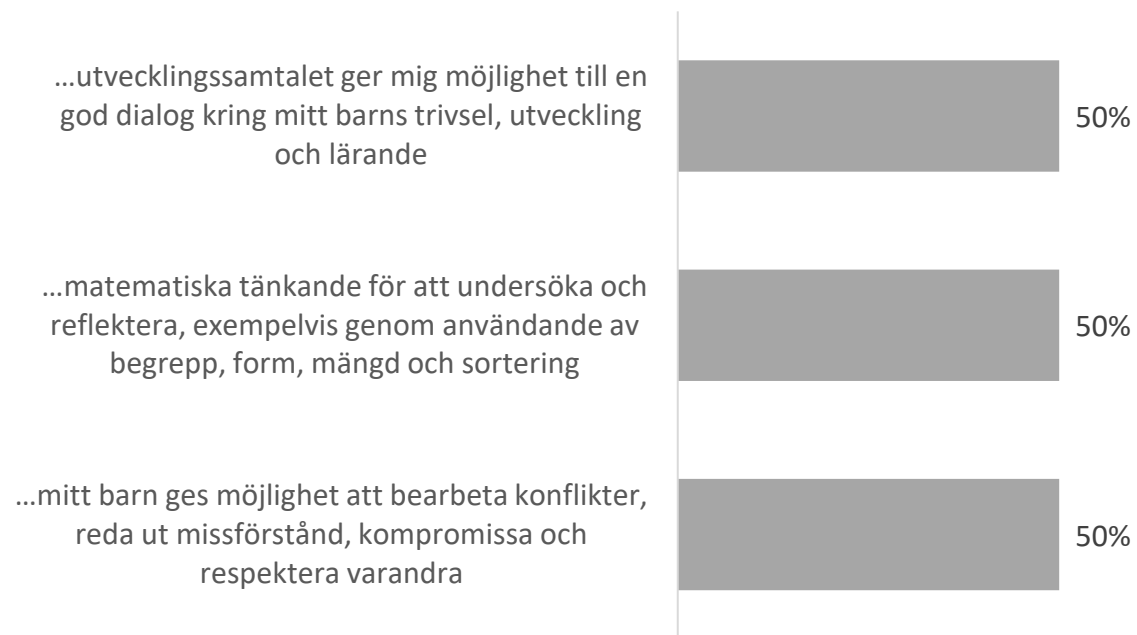 …utvecklingssamtalet ger mig möjlighet till en
god dialog kring mitt barns trivsel, utveckling
och lärande
50%
…matematiska tänkande för att undersöka och
reflektera, exempelvis genom användande av
begrepp, form, mängd och sortering
50%
…mitt barn ges möjlighet att bearbeta konflikter,
reda ut missförstånd, kompromissa och
respektera varandra
50%